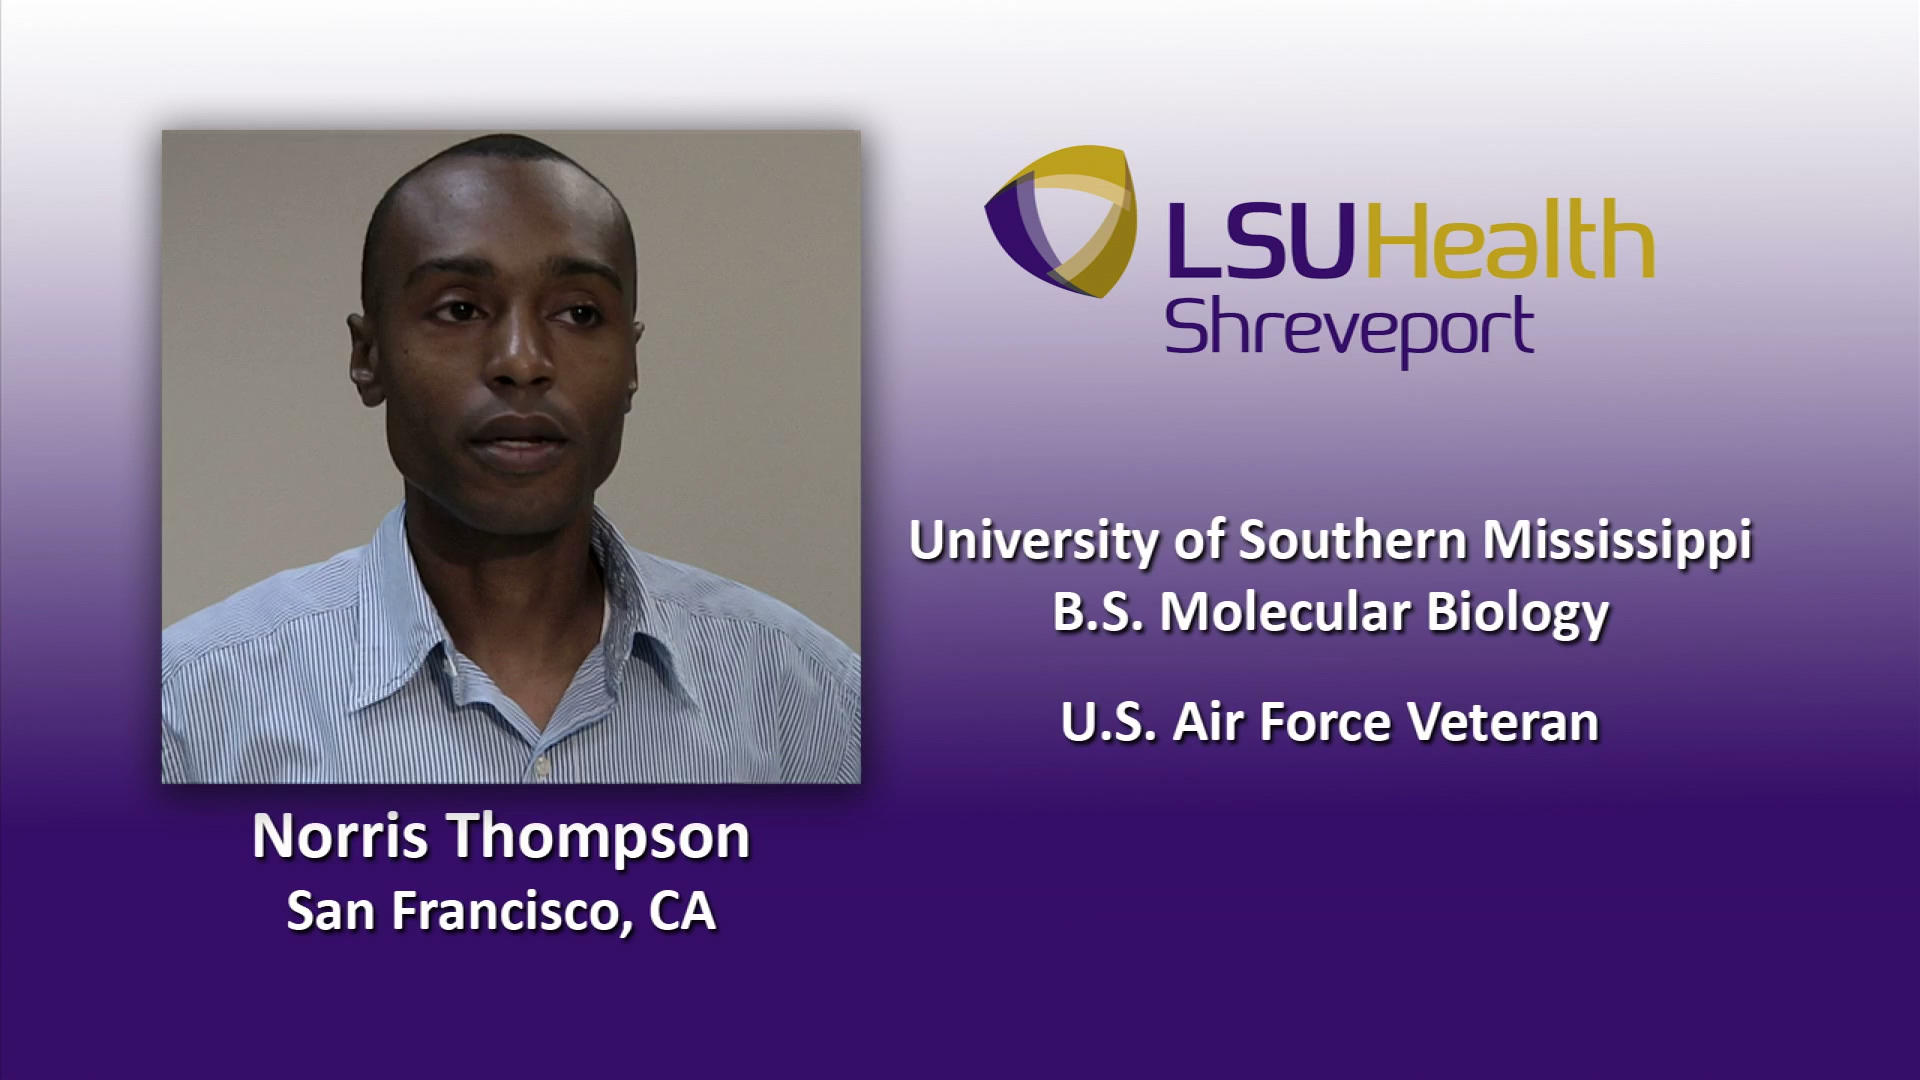 LSUHealth
Shreveport
University of Southern Mississippi
B.S. Molecular Biology
U.S. Air Force Veteran
Norris Thompson
San Francisco, CA